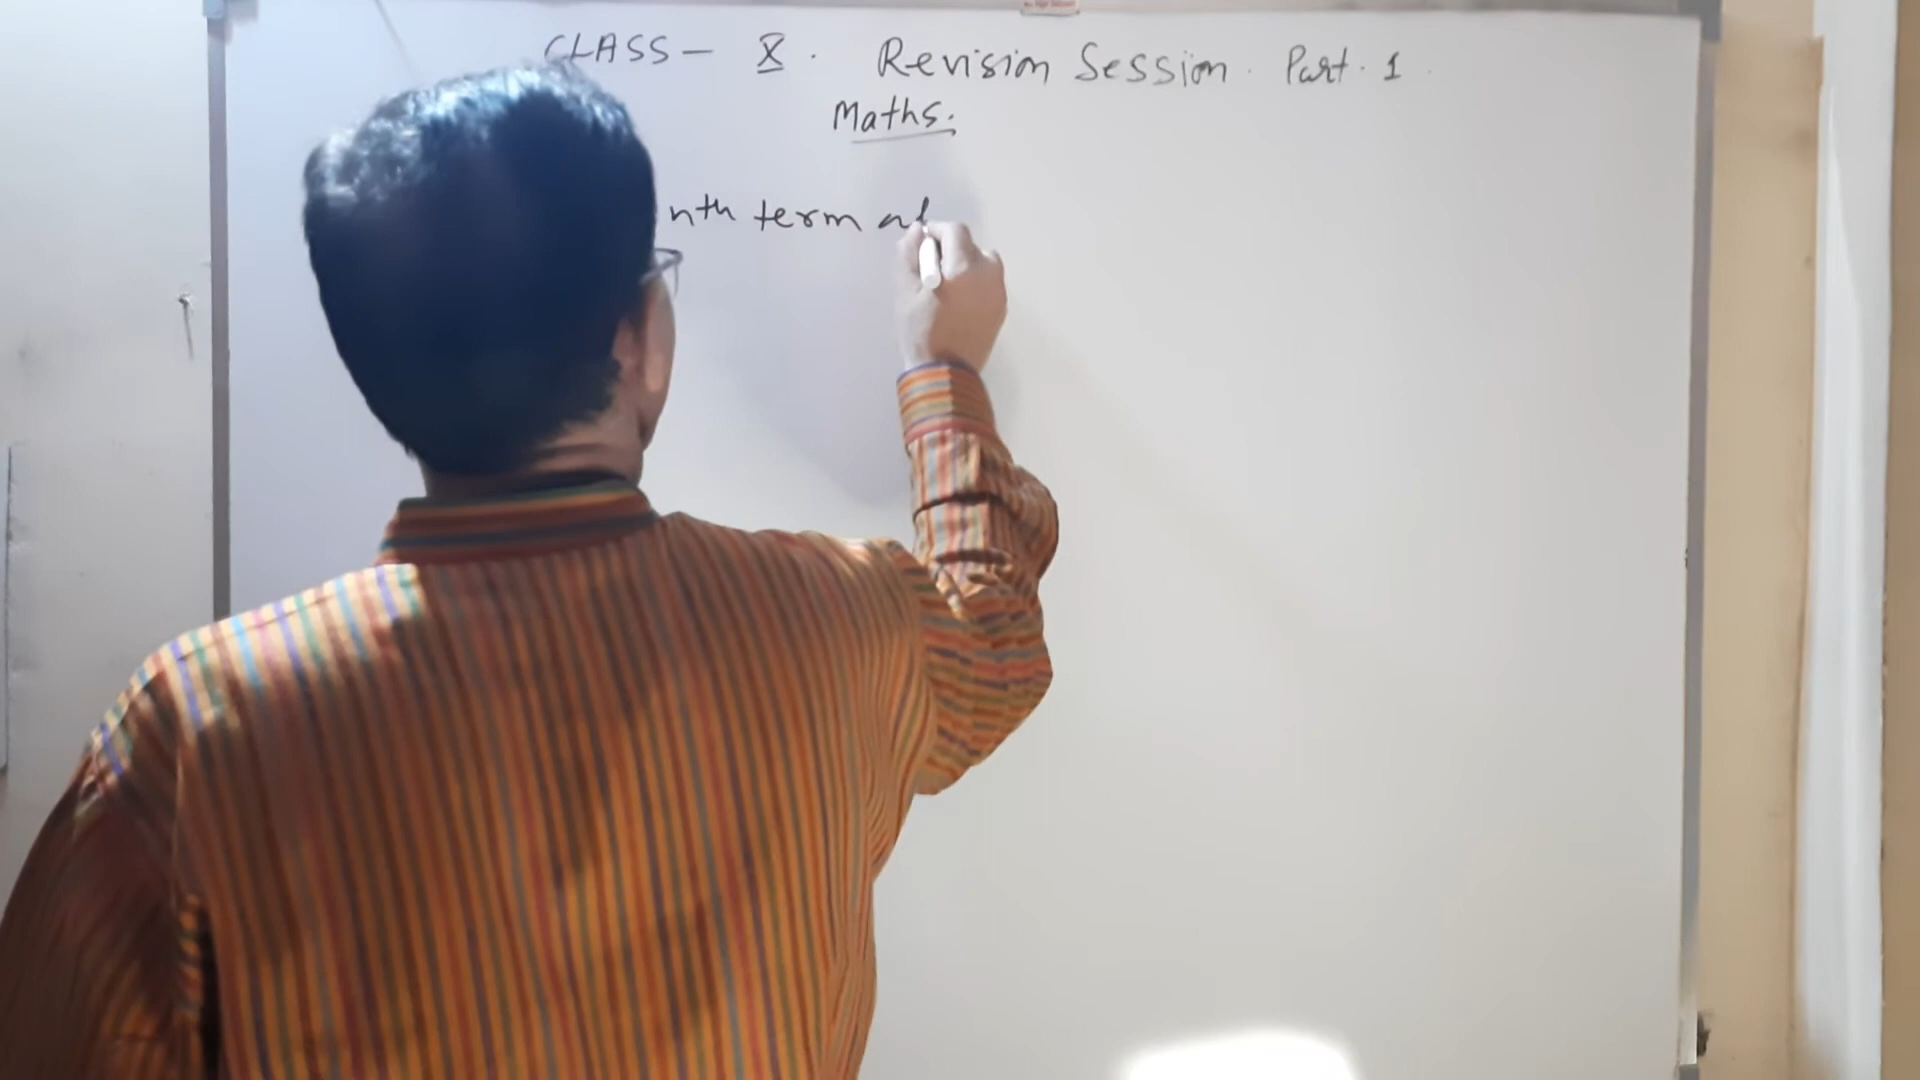 CLASS - X. Revision Session. Part. 1.
Maths.
nth term of